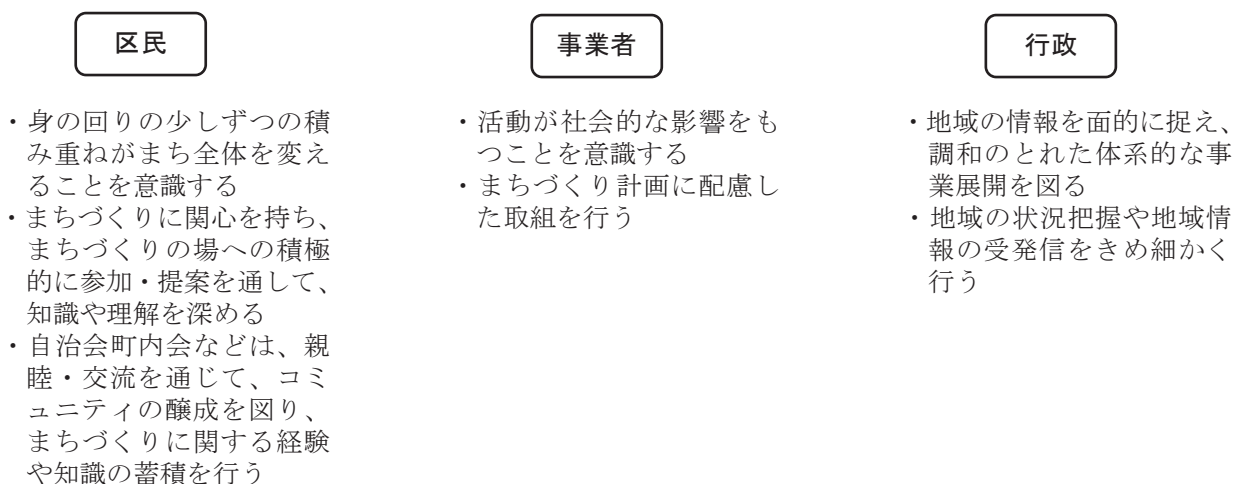 区民
・身の回りの少しずつの積
み重ねがまち全体を変え
ることを意識する
・まちづくりに関心を持ち、
まちづくりの場への積極
的に参加・提案を通して、
知識や理解を深める
・自治会町内会などは、親
睦・交流を通じて、コミ
ュニティの醸成を図り、
まちづくりに関する経験
や知識の蓄積を行う
事業者
・活動が社会的な影響をも
つことを意識する
・まちづくり計画に配慮し
た取組を行う
行政
・地域の情報を面的に捉え、
調和のとれた体系的な事
業展開を図る
・地域の状況把握や地域情
報の受発信をきめ細かく
行う